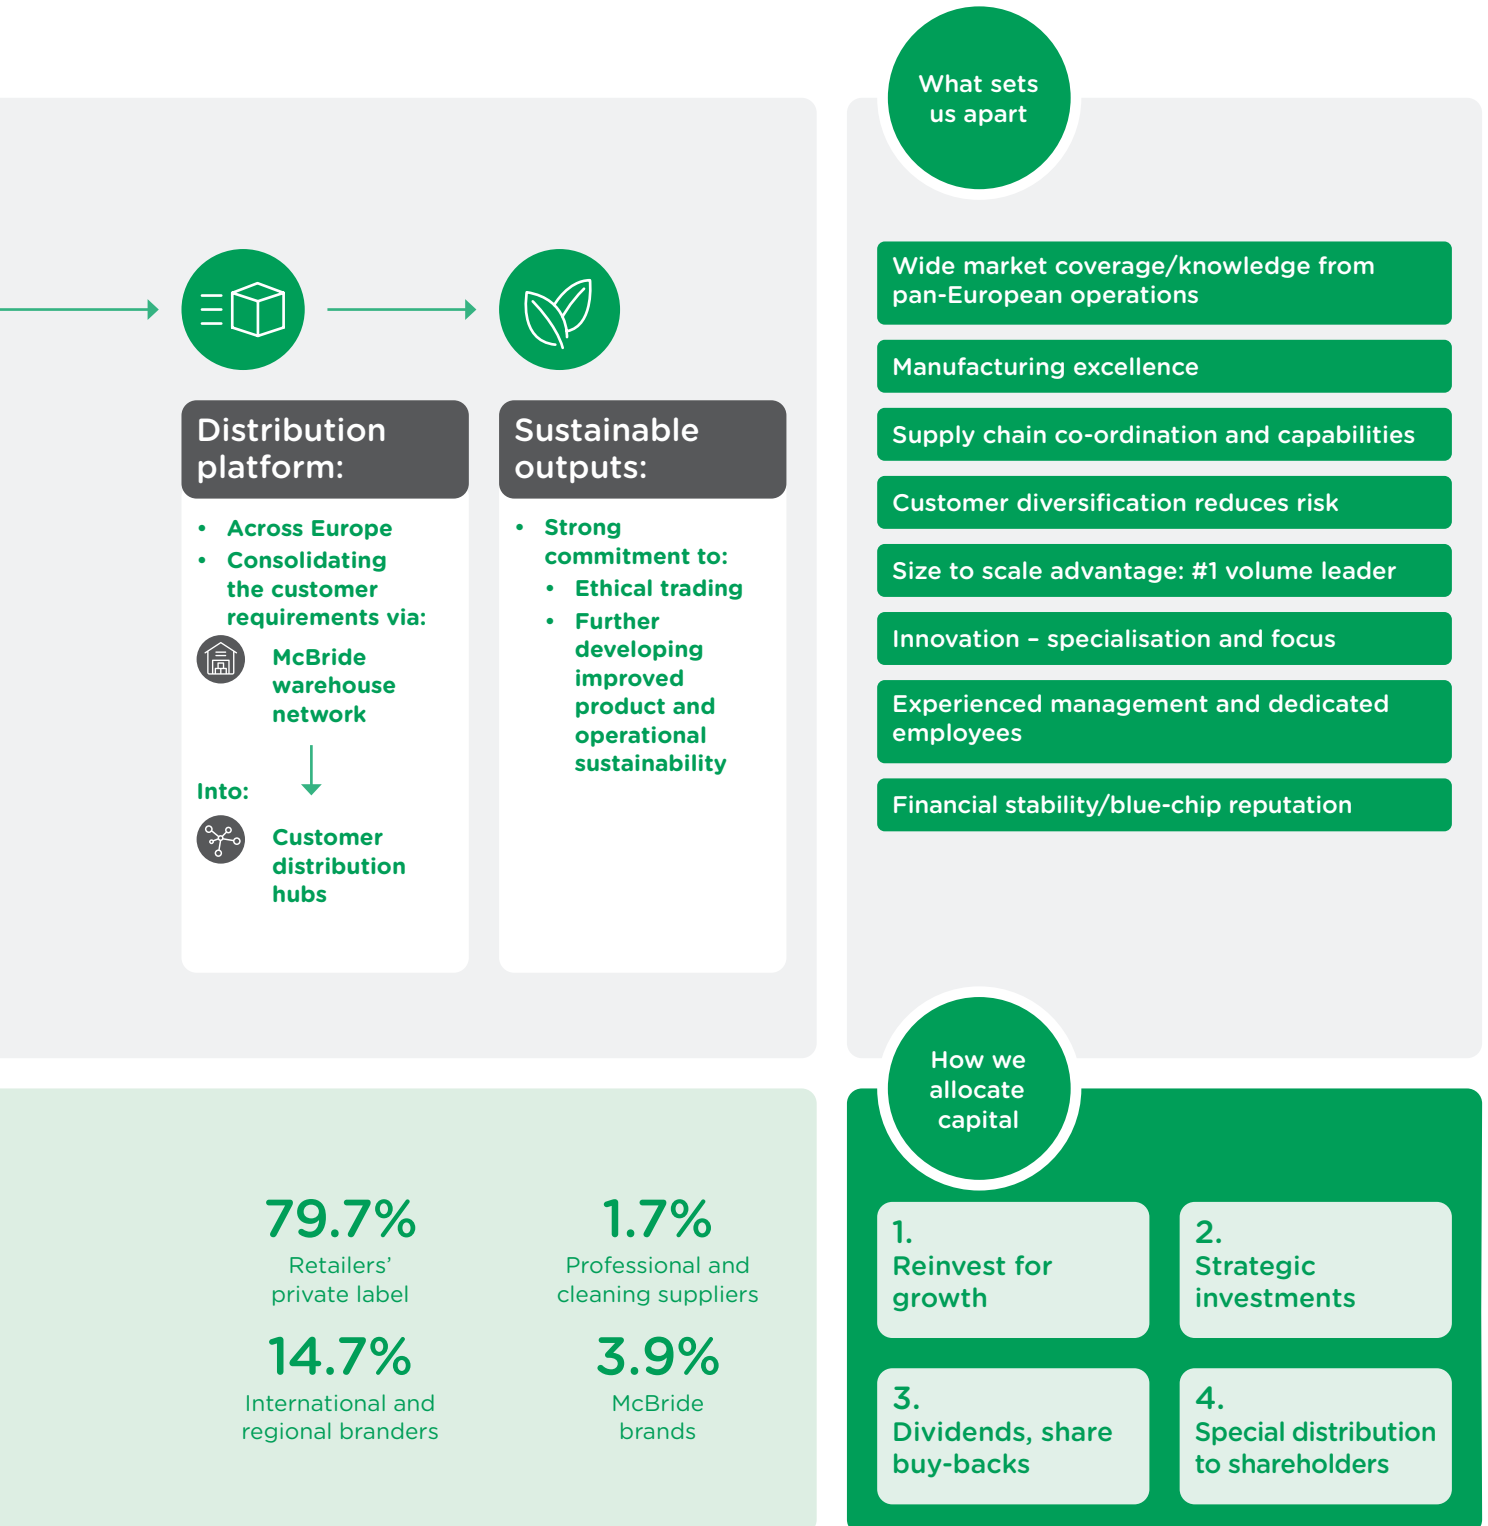 Distribution
platform:
• Across Europe
• Consolidating
the customer
requirements via:
McBride
warehouse
network
Into:
Customer
distribution
hubs
Sustainable
outputs:
• Strong
commitment to:
• Ethical trading
• Further
developing
improved
product and
operational
sustainability
What sets
us apart
Wide market coverage/knowledge from
pan-European operations
Manufacturing excellence
Supply chain co-ordination and capabilities
Customer diversification reduces risk
Size to scale advantage: #1 volume leader
Innovation – specialisation and focus
Experienced management and dedicated
employees
Financial stability/blue-chip reputation
79.7%
Retailers’
private label
1.7%
Professional and
cleaning suppliers
14.7%
International and
regional branders
3.9%
McBride
brands
How we
allocate
capital
1.
Reinvest for
growth
2.
Strategic
investments
3.
Dividends, share
buy-backs
4.
Special distribution
to shareholders